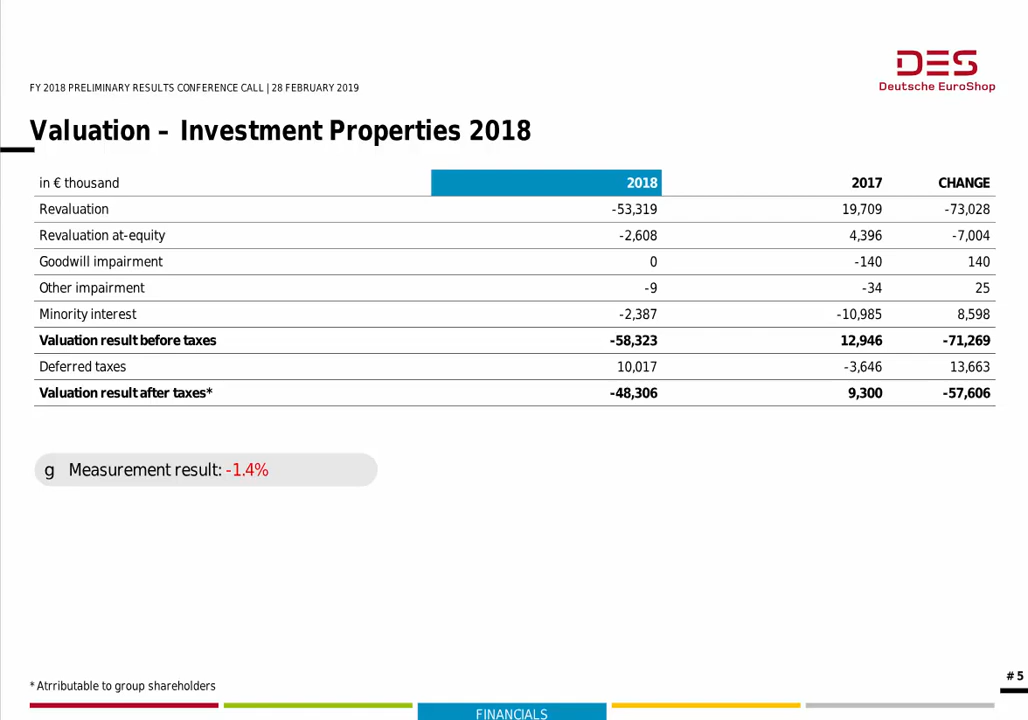 DES
Deutsche EuroShop
FY 2018 PRELIMINARY RESULTS CONFERENCE CALL | 28 FEBRUARY 2019
Valuation – Investment Properties 2018
in € thousand 2018 2017 CHANGE
Revaluation -53,319 19,709 -73,028
Revaluation at-equity -2,608 4,396 -7,004
Goodwill impairment 0 -140 140
Other impairment -9 -34 25
Minority interest -2,387 -10,985 8,598
Valuation result before taxes -58,323 12,946 -71,269
Deferred taxes 10,017 -3,646 13,663
Valuation result after taxes* -48,306 9,300 -57,606
g Measurement result: -1.4%
# 5
* Atrributable to group shareholders
FINANCIALS